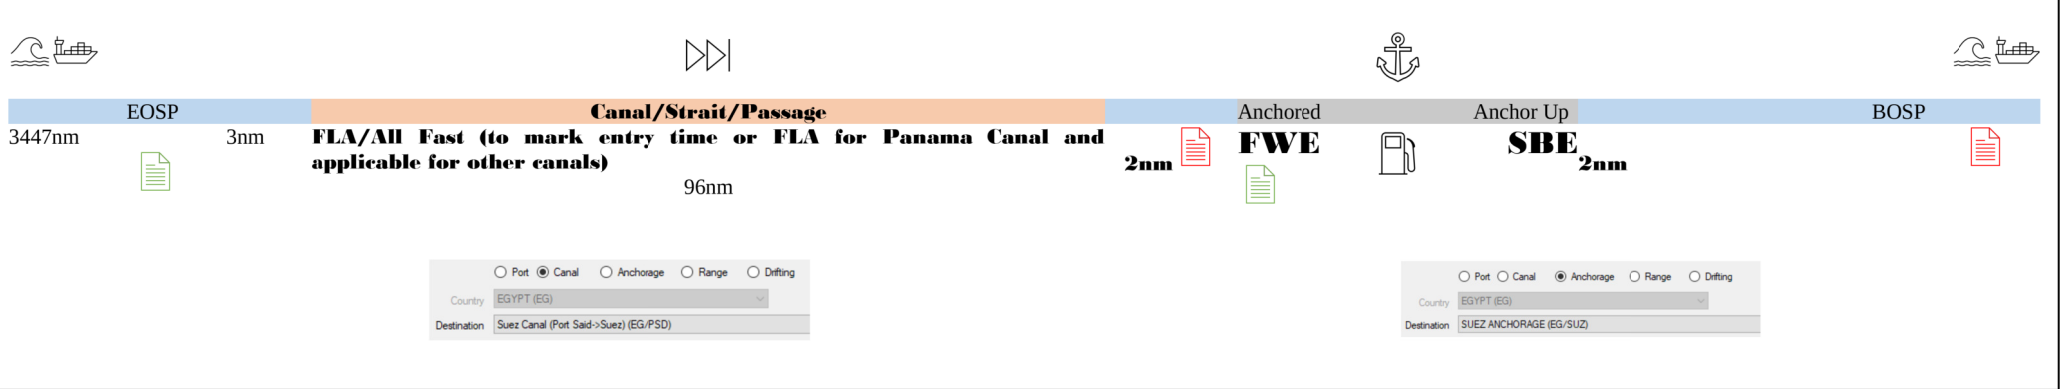 EOSP Canal/Strait/Passage Anchored Anchor Up BOSP
3447nm 3nm FLA/All Fast (to mark entry time or FLA for Panama Canal and
applicable for other canals)
96nm
2nm FWE SBE 2nm
Port Canal Anchorage Range Drifting
Country EGYPT (EG)
Destination Suez Canal (Port Said->Suez) (EG/PSD)
Port Canal Anchorage Range Drifting
Country EGYPT (EG)
Destination SUEZ ANCHORAGE (EG/SUZ)